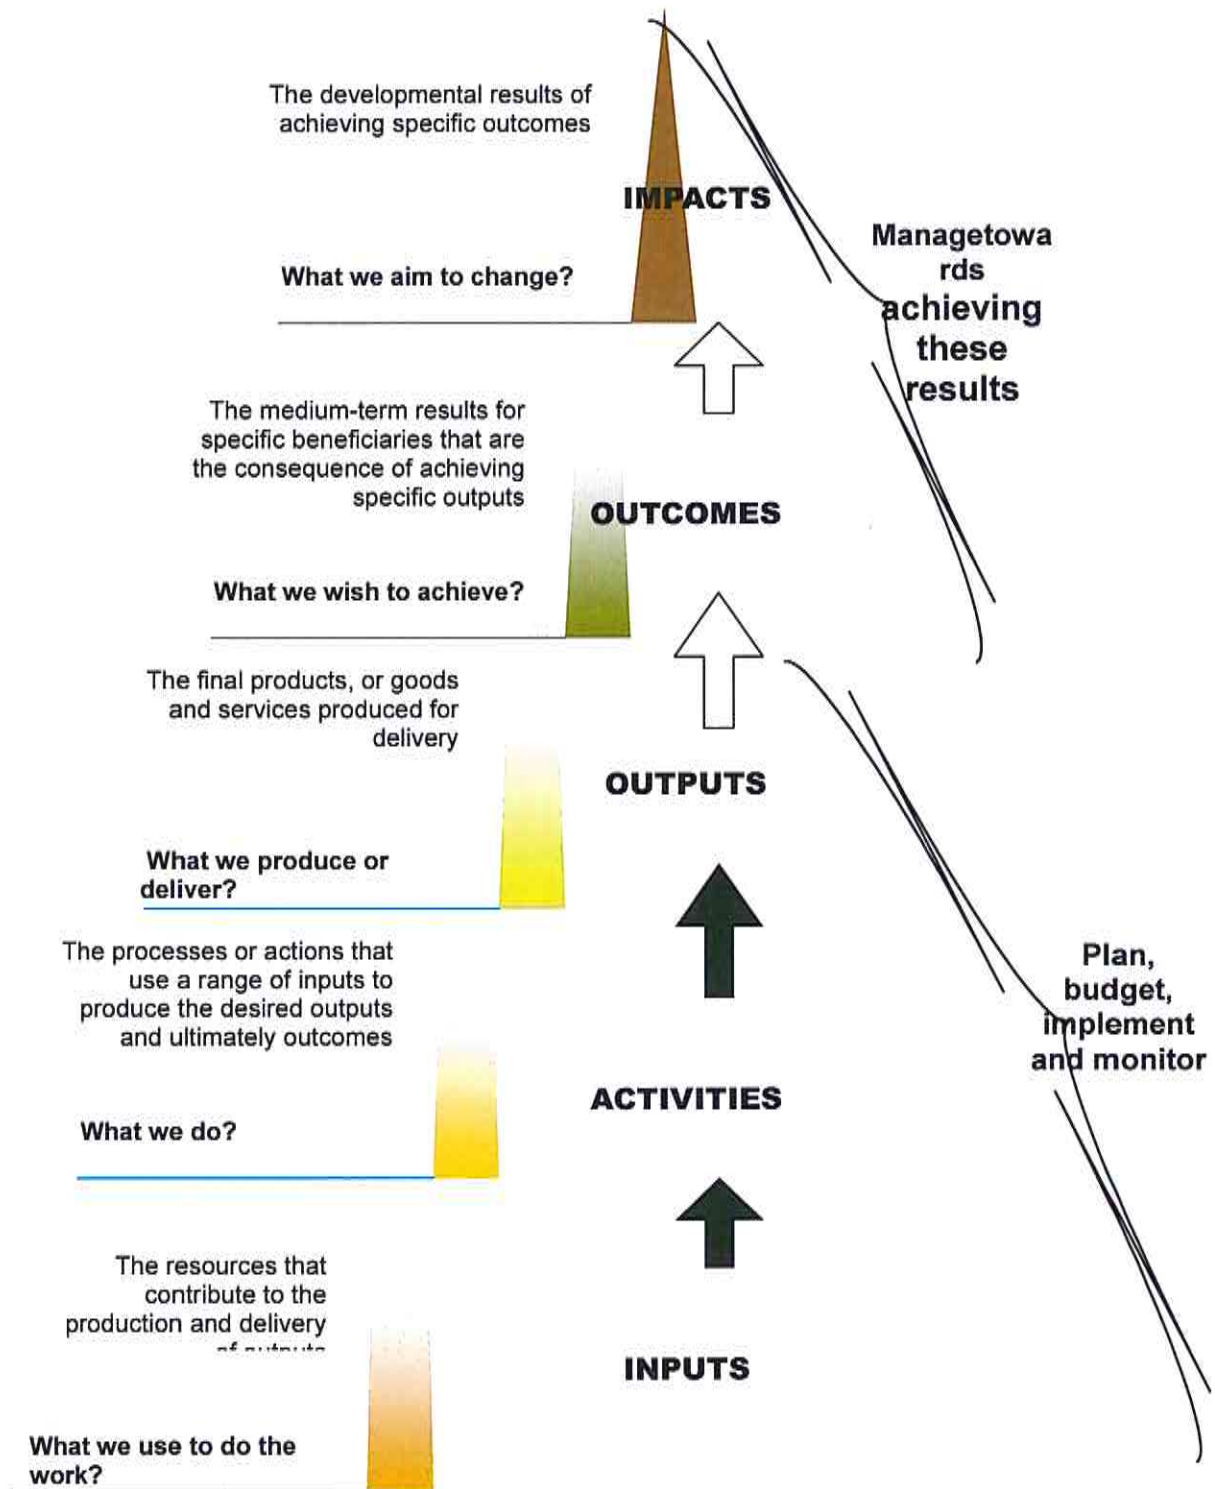 The developmental results of
achieving specific outcomes
IMPACTS
What we aim to change?
Managetowa
rds
achieving
these
results
The medium-term results for
specific beneficiaries that are
the consequence of achieving
specific outputs
OUTCOMES
What we wish to achieve?
The final products, or goods
and services produced for
delivery
OUTPUTS
What we produce or
deliver?
The processes or actions that
use a range of inputs to
produce the desired outputs
and ultimately outcomes
Plan,
budget,
implement
and monitor
ACTIVITIES
What we do?
The resources that
contribute to the
production and delivery
INPUTS
What we use to do the
work?